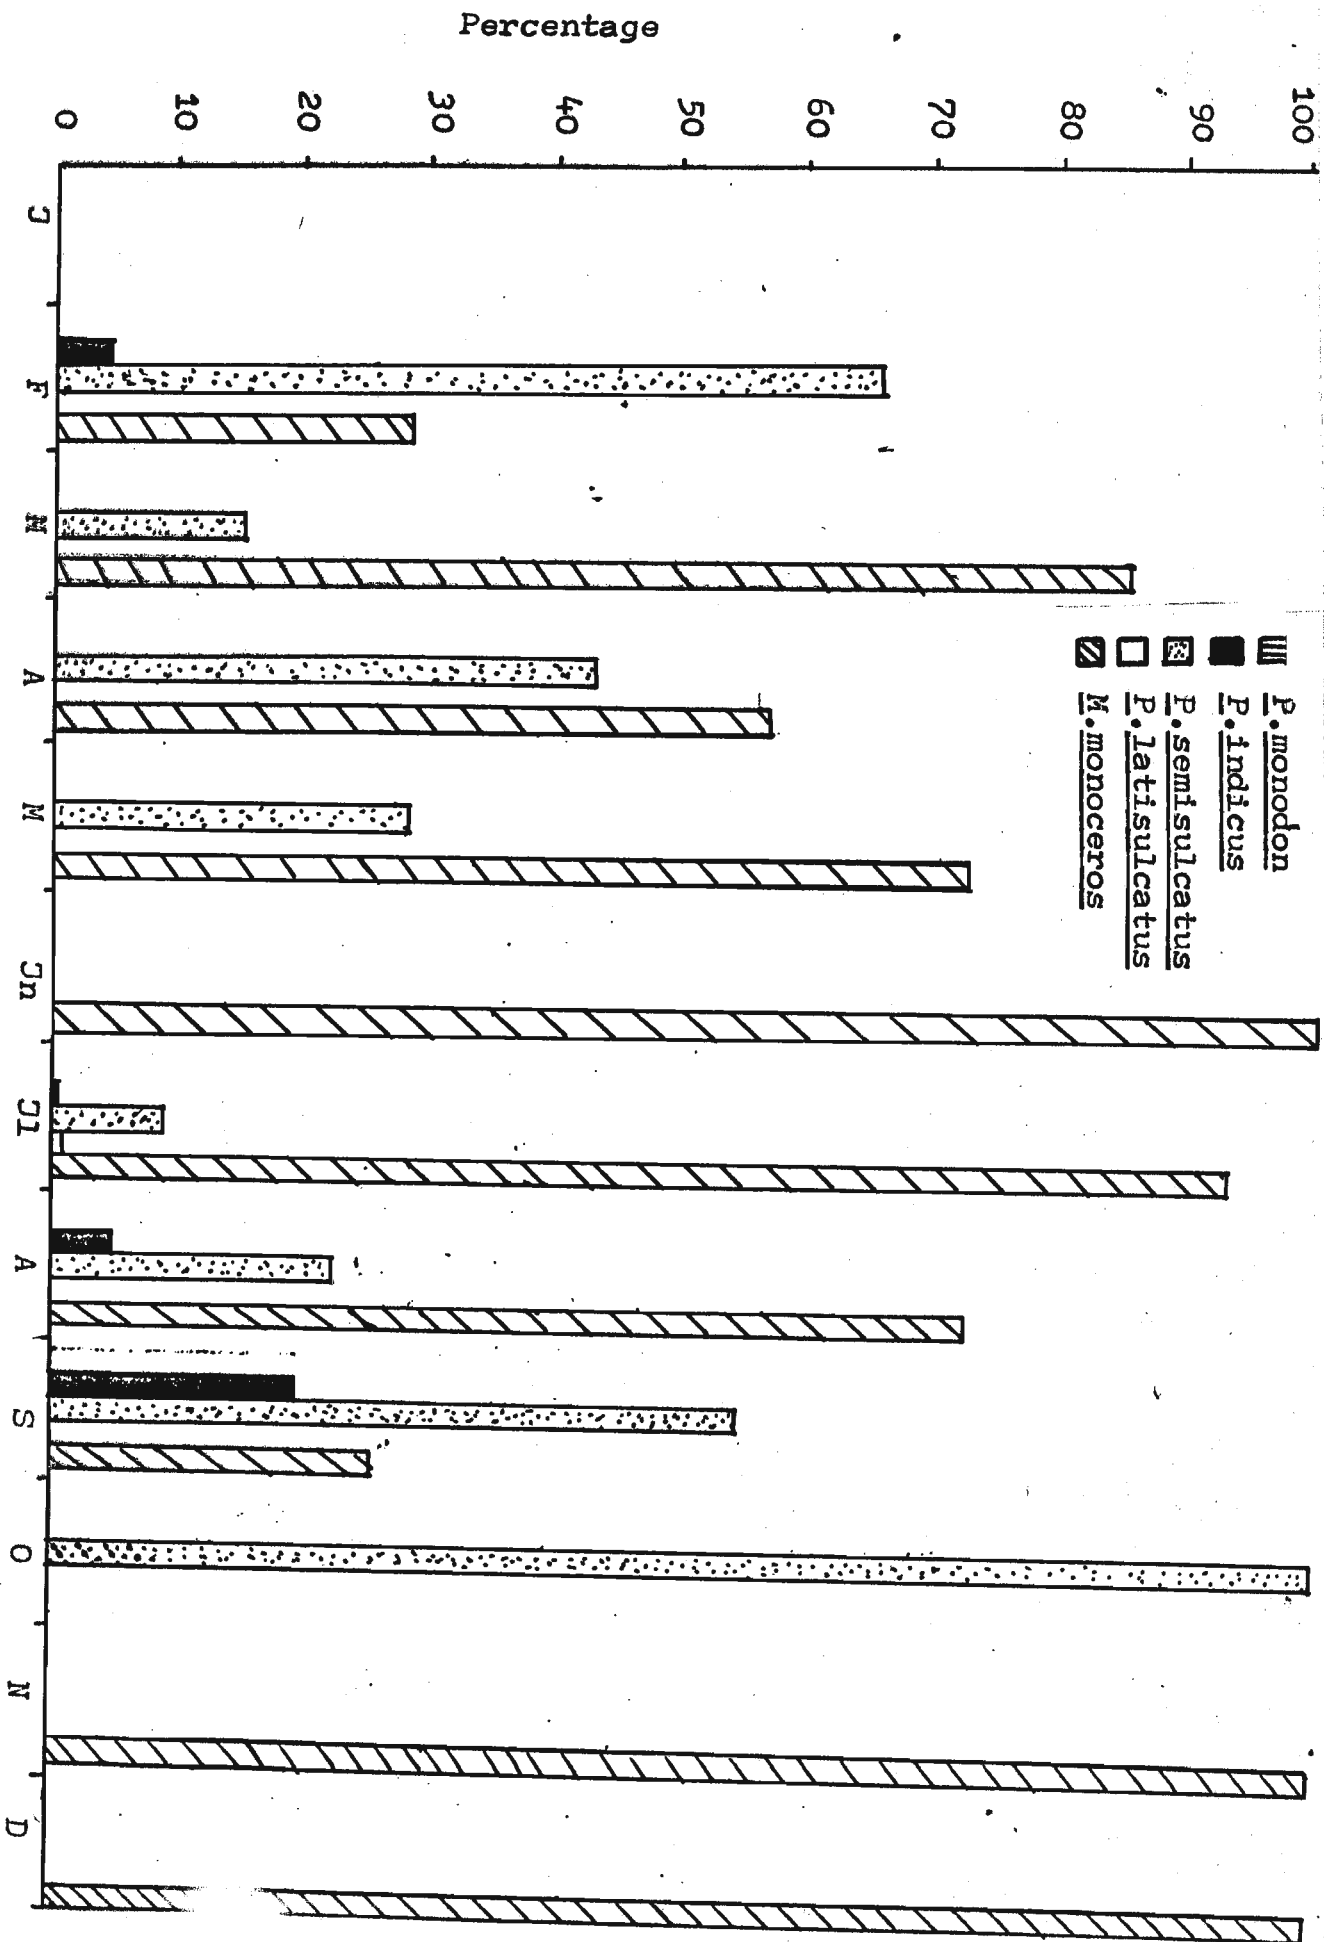 Percentage
100
90
80
70
60
50
40
30
20
10
0
P.monodon
P.indicus
P.semisulcatus
P.latisulcatus
M.monoceros
J
F
M
A
M
Jn
Jl
A
S
O
N
D